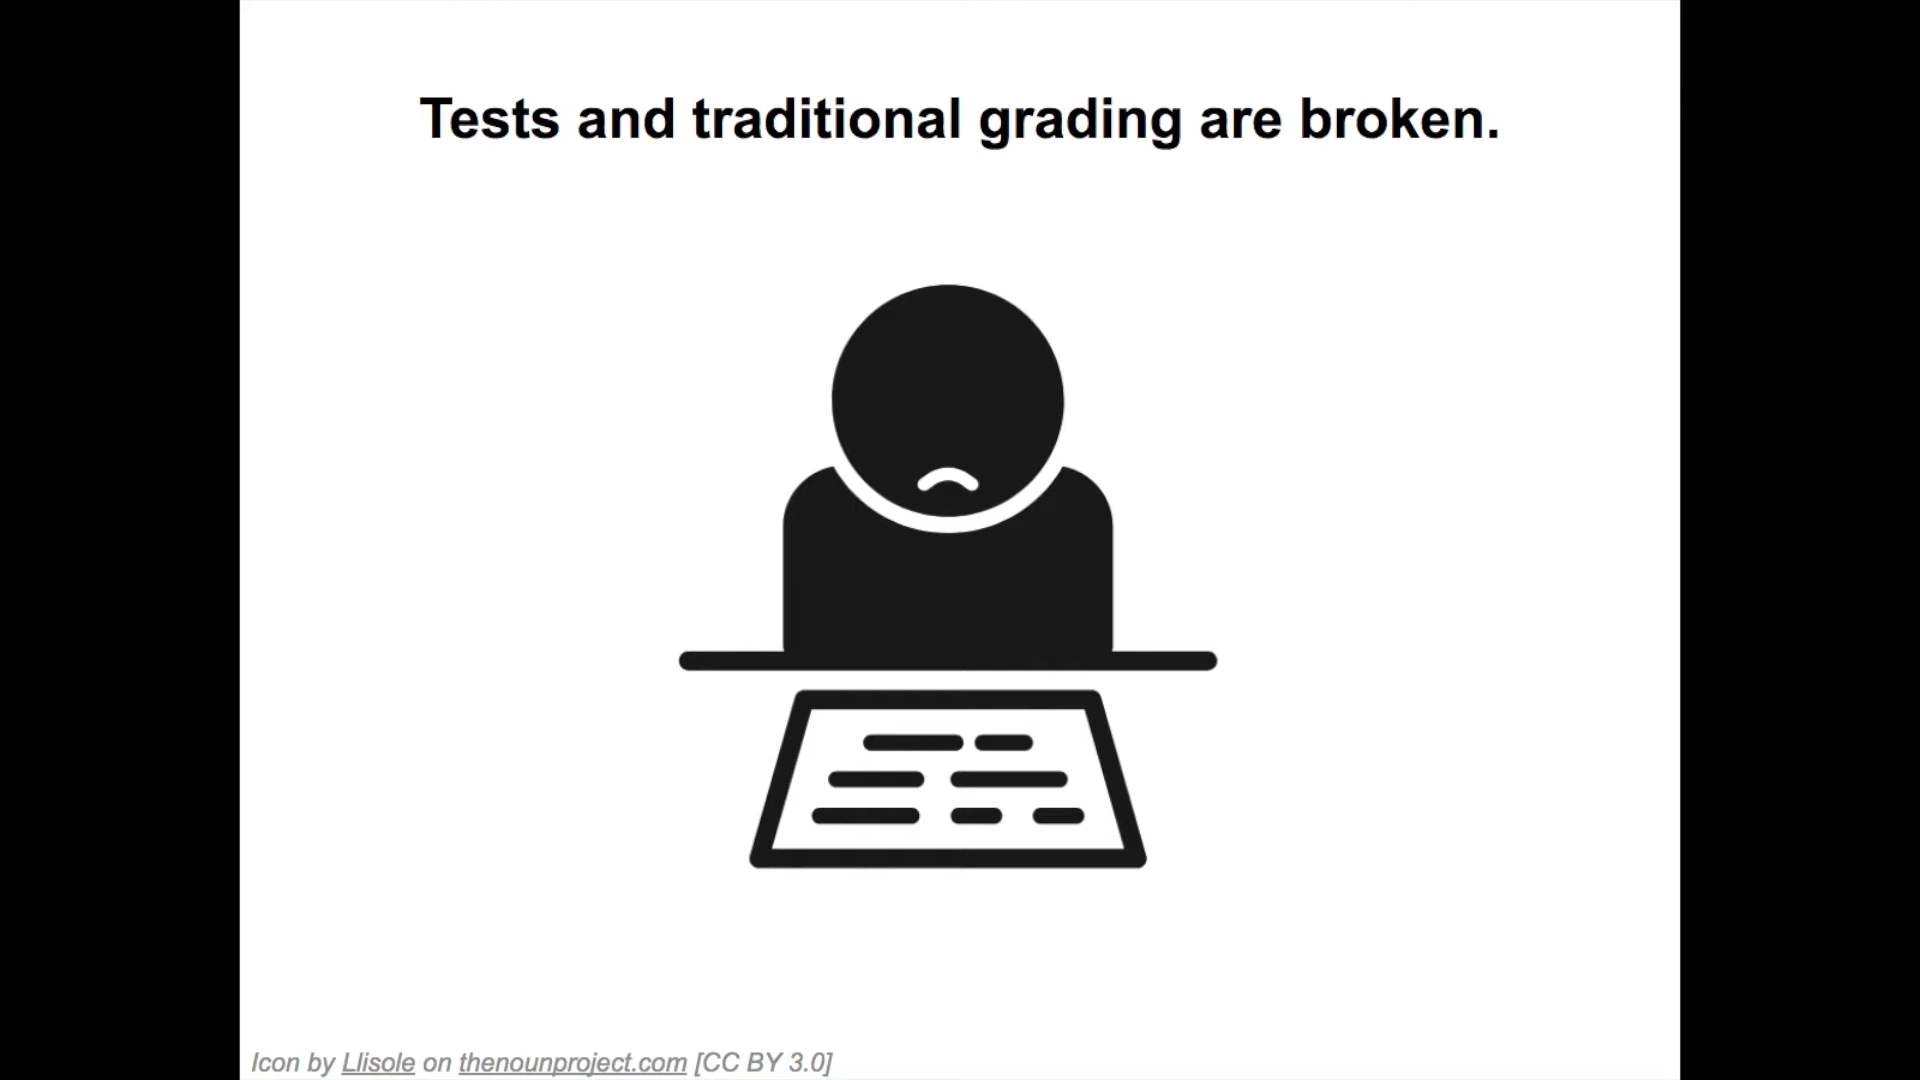 Tests and traditional grading are broken.
Icon by Llisole on thenounproject.com [CC BY 3.0]